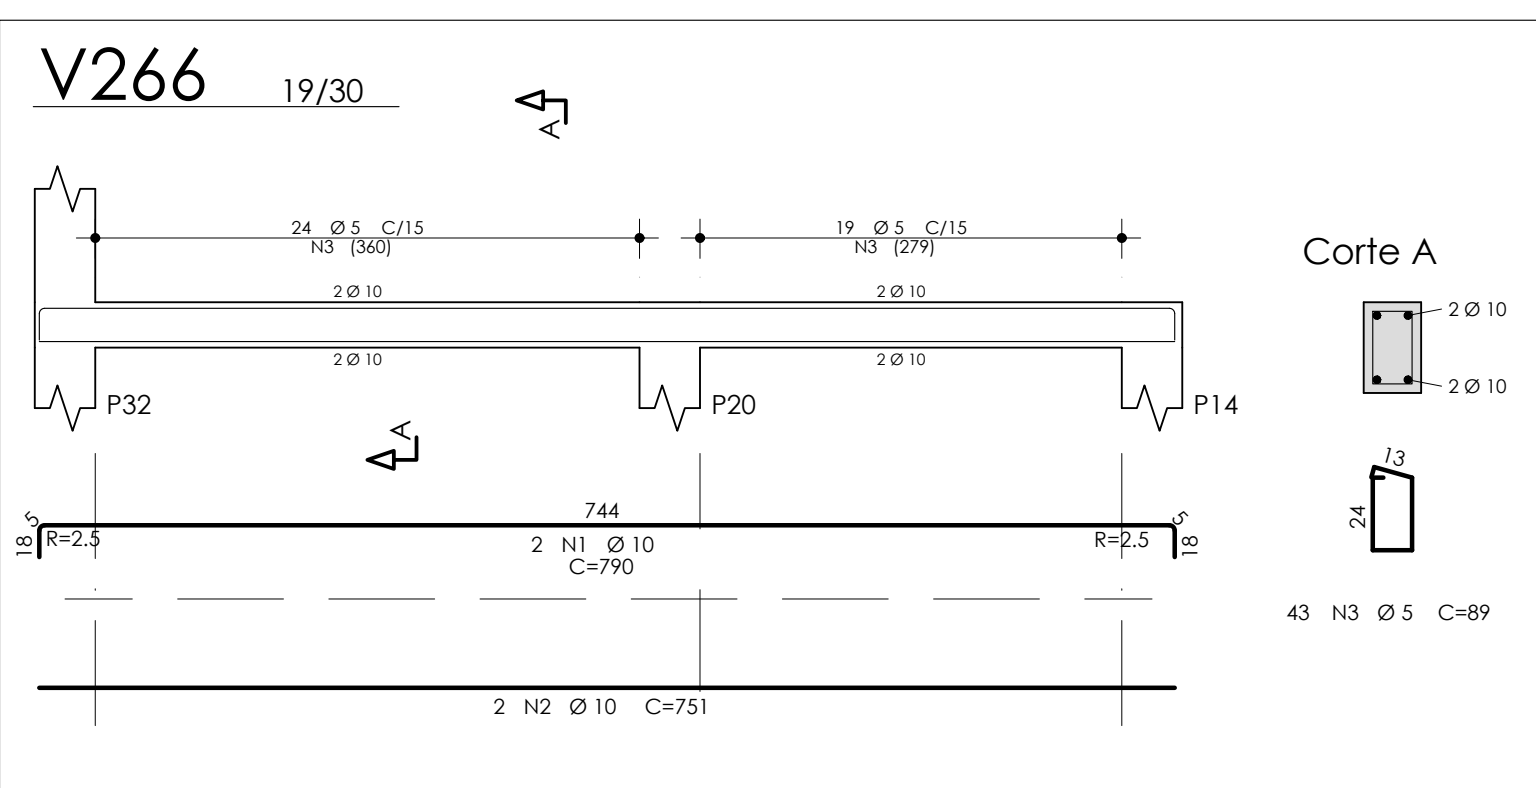 V266 19/30
A
24 Ø 5 C/15
N3 (360)
19 Ø 5 C/15
N3 (279)
2 Ø 10
2 Ø 10
2 Ø 10
2 Ø 10
P32
P20
P14
A
Corte A
2 Ø 10
2 Ø 10
744
5
18
R=2.5
2 N1 Ø 10
C=790
R=2.5
5
18
2 N2 Ø 10 C=751
13
24
43 N3 Ø 5 C=89